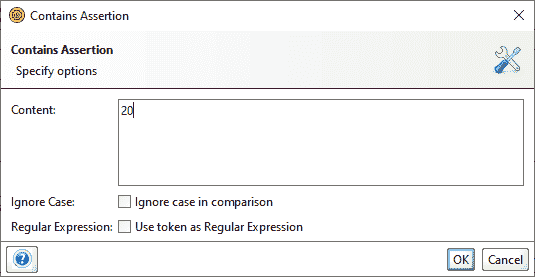 Contains Assertion
Contains Assertion
Specify options
Content:
20
Ignore Case: Ignore case in comparison
Regular Expression: Use token as Regular Expression
? OK Cancel